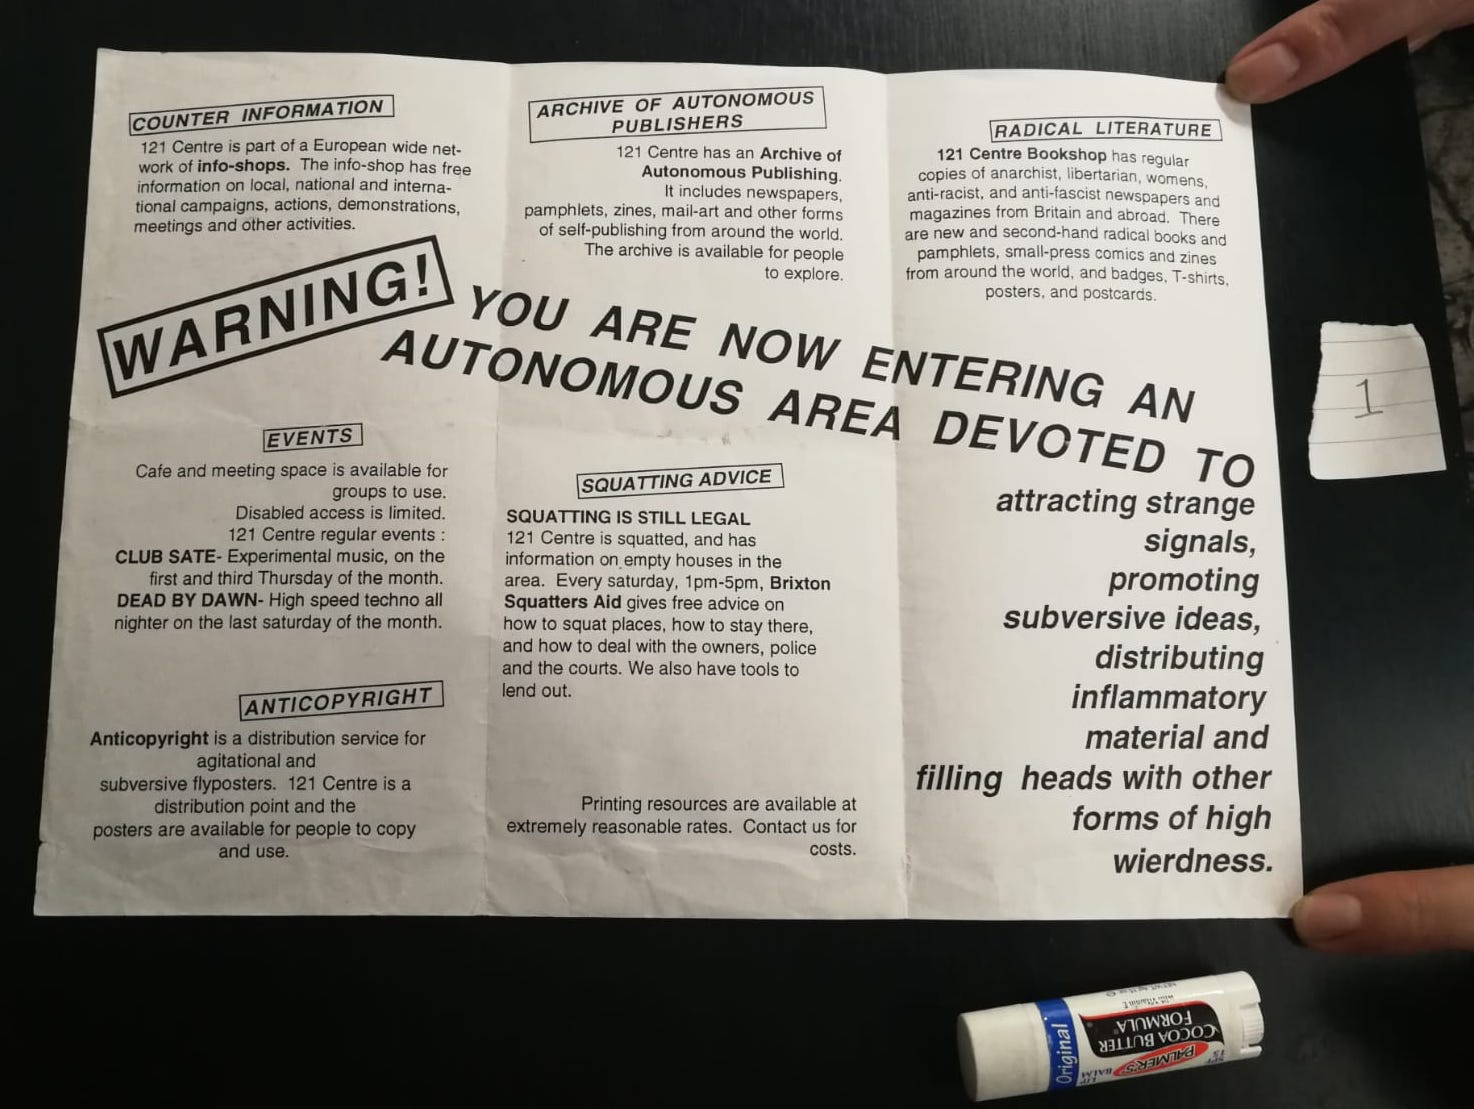 COUNTER INFORMATION
121 Centre is part of a European wide net-
work of info-shops. The info-shop has free
information on local, national and interna-
tional campaigns, actions, demonstrations,
meetings and other activities.
ARCHIVE OF AUTONOMOUS
PUBLISHERS
121 Centre has an Archive of
Autonomous Publishing.
It includes newspapers,
pamphlets, zines, mail-art and other forms
of self-publishing from around the world.
The archive is available for people
to explore.
RADICAL LITERATURE
121 Centre Bookshop has regular
copies of anarchist, libertarian, womens,
anti-racist, and anti-fascist newspapers and
magazines from Britain and abroad. There
are new and second-hand radical books and
pamphlets, small-press comics and zines
from around the world, and badges, T-shirts,
posters, and postcards.
WARNING! YOU ARE NOW ENTERING AN
AUTONOMOUS AREA DEVOTED TO
attracting strange
signals,
promoting
subversive ideas,
distributing
inflammatory
material and
filling heads with other
forms of high
wierdness.
EVENTS
Cafe and meeting space is available for
groups to use.
Disabled access is limited.
121 Centre regular events :
CLUB SATE- Experimental music, on the
first and third Thursday of the month.
DEAD BY DAWN- High speed techno all
nighter on the last saturday of the month.
ANTICOPYRIGHT
Anticopyright is a distribution service for
agitational and
subversive flyposters. 121 Centre is a
distribution point and the
posters are available for people to copy
and use.
SQUATTING ADVICE
SQUATTING IS STILL LEGAL
121 Centre is squatted, and has
information on empty houses in the
area. Every saturday, 1pm-5pm, Brixton
Squatters Aid gives free advice on
how to squat places, how to stay there,
and how to deal with the owners, police
and the courts. We also have tools to
lend out.
Printing resources are available at
extremely reasonable rates. Contact us for
costs.
1
PALMER'S
COCOA BUTTER
FORMULA
with Vitamin E
LIP
BALM
SPF
15
Original